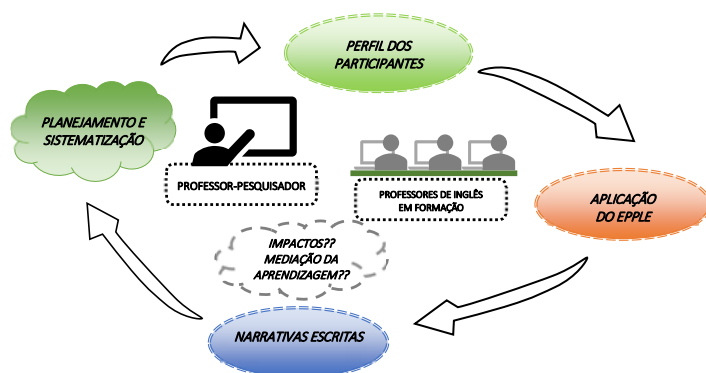 PERFIL DOS
PARTICIPANTES
PLANEJAMENTO E
SISTEMATIZAÇÃO
PROFESSOR-PESQUISADOR
PROFESSORES DE INGLÊS
EM FORMAÇÃO
APLICAÇÃO
DO EPPLE
IMPACTOS??
MEDIAÇÃO DA
APRENDIZAGEM??
NARRATIVAS ESCRITAS